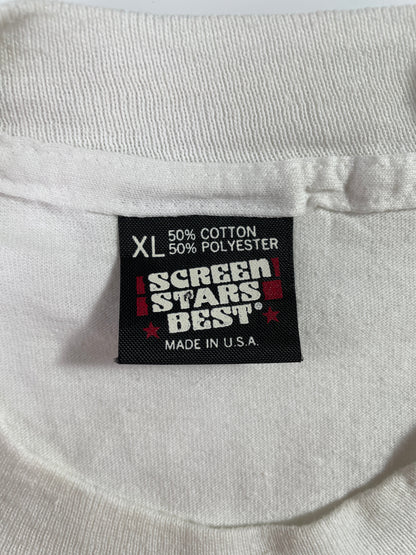 XL 50% COTTON
50% POLYESTER
SCREEN
STARS
BEST®
MADE IN U.S.A.